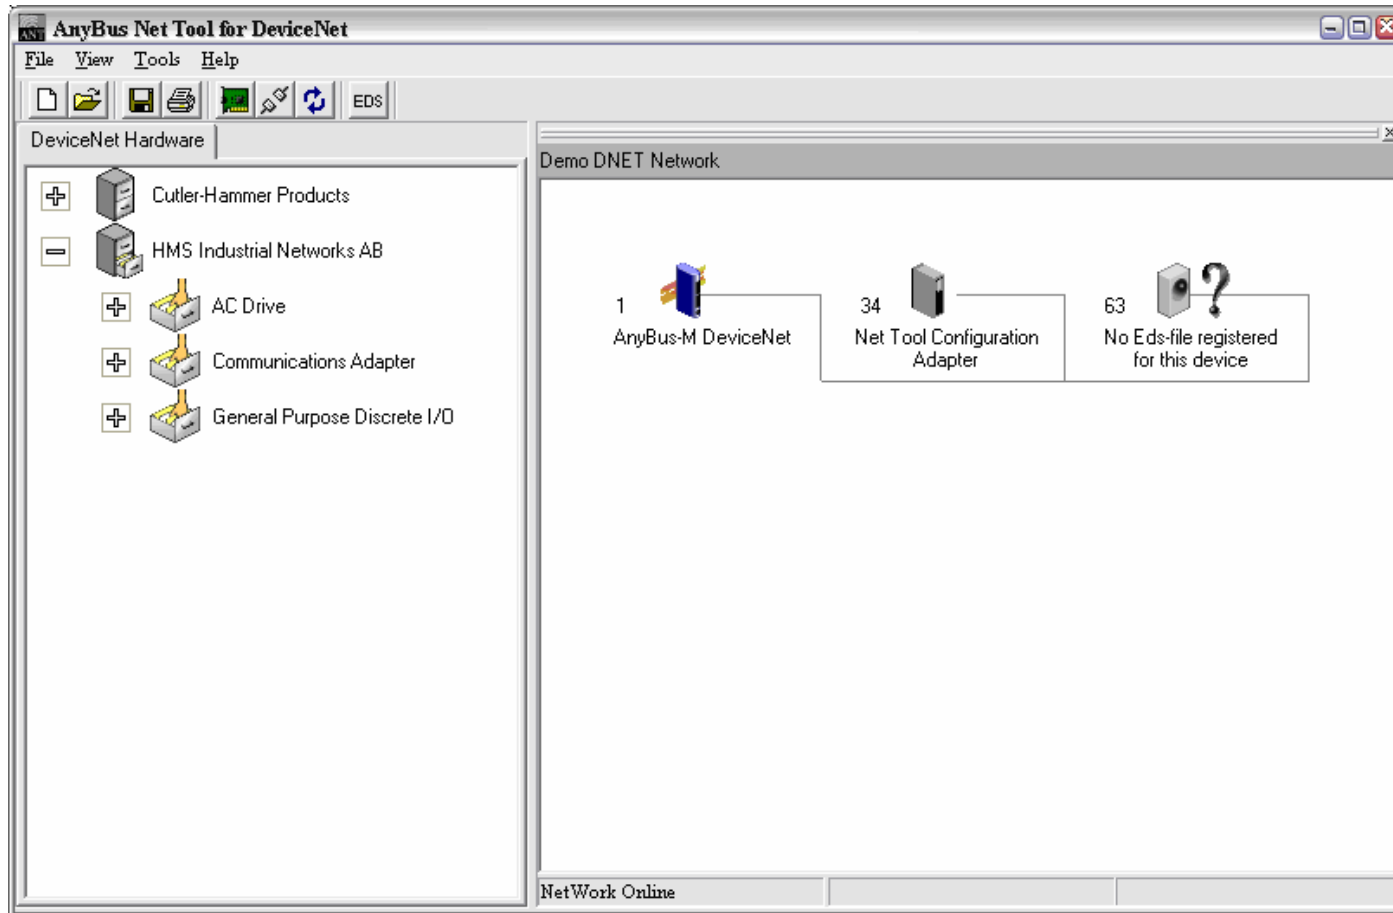 AnyBus Net Tool for DeviceNet
File View Tools Help
EDS
DeviceNet Hardware
Cutler-Hammer Products
HMS Industrial Networks AB
AC Drive
Communications Adapter
General Purpose Discrete I/O
Demo DNET Network
1
AnyBus-M DeviceNet
34
Net Tool Configuration
Adapter
63
No Eds-file registered
for this device
NetWork Online